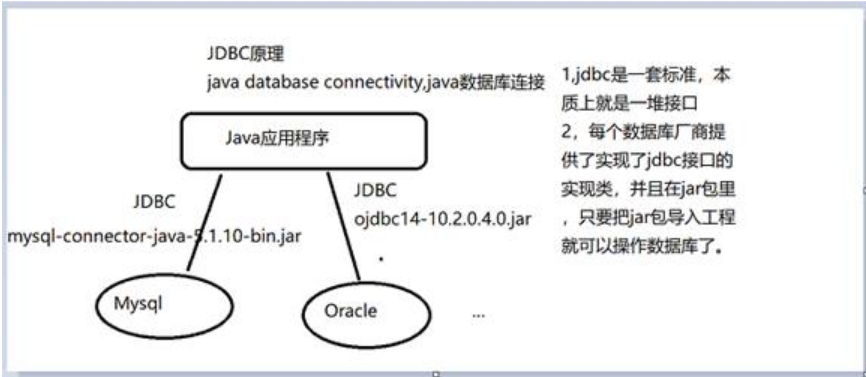 JDBC原理
java database connectivity,java数据库连接
Java应用程序
JDBC
mysql-connector-java-5.1.10-bin.jar
JDBC
ojdbc14-10.2.0.4.0.jar
Mysql
Oracle
...
1,jdbc是一套标准，本
质上就是一堆接口
2，每个数据库厂商提
供了实现了jdbc接口的
实现类，并且在jar包里
，只要把jar包导入工程
就可以操作数据库了。